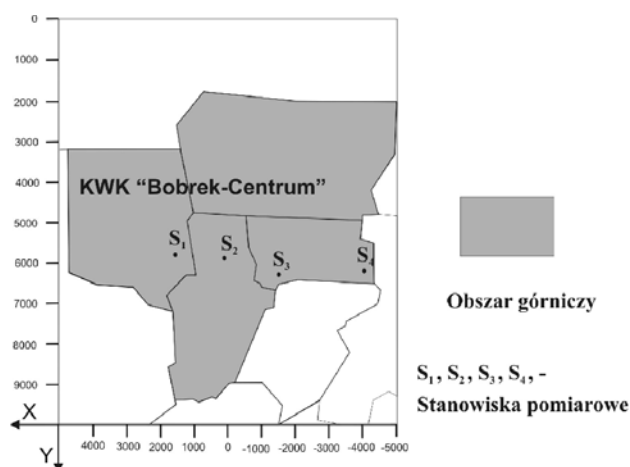 0
1000
2000
3000
4000
5000
6000
7000
8000
9000
KWK “Bobrek-Centrum”
S₁
S₂
S₃
S₄
X
Y
4000 3000 2000 1000 0 -1000 -2000 -3000 -4000 -5000
Obszar górniczy
S₁, S₂, S₃, S₄, -
Stanowiska pomiarowe